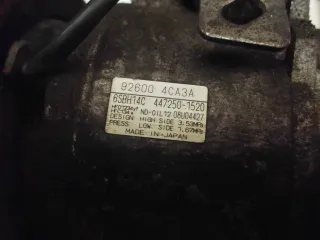 92600 4CA3A
6SBH14C 447250-1520
HFO1234yf ND-OIL12 08U04427
DESIGN HIGH SIDE 3.53MPa
PRESS. LOW SIDE 1.67MPa
MADE IN JAPAN